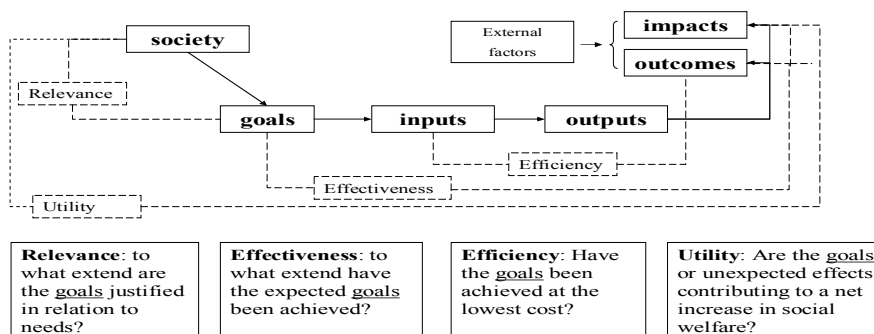 society
External
factors
impacts
outcomes
Relevance
goals
inputs
outputs
Efficiency
Effectiveness
Utility
Relevance: to
what extend are
the goals justified
in relation to
needs?
Effectiveness: to
what extend have
the expected goals
been achieved?
Efficiency: Have
the goals been
achieved at the
lowest cost?
Utility: Are the goals
or unexpected effects
contributing to a net
increase in social
welfare?